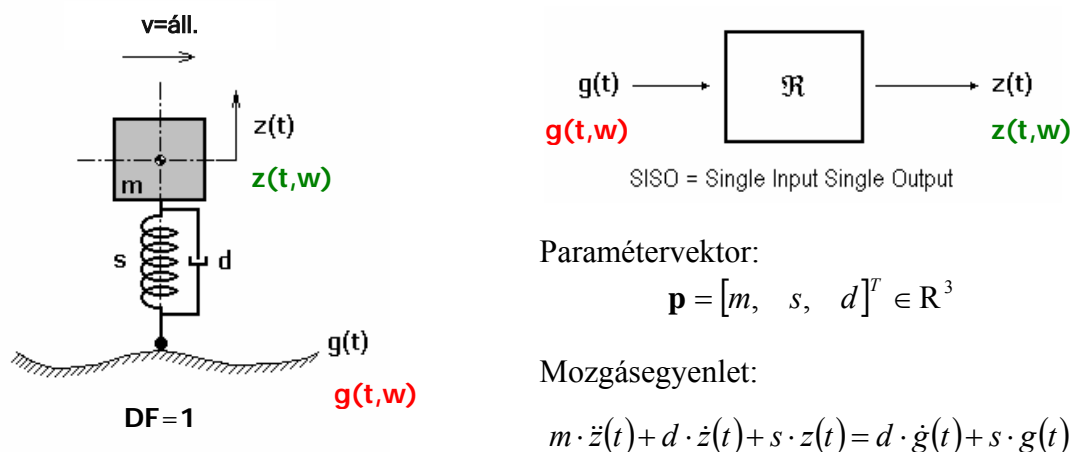 v=áll.
z(t)
z(t,w)
m
s
d
g(t)
g(t,w)
DF=1
g(t)
ℜ
z(t)
g(t,w)
z(t,w)
SISO = Single Input Single Output
Paramétervektor:
p = [m, s, d]^T ∈ R^3
Mozgásegyenlet:
m · z̈(t) + d · ż(t) + s · z(t) = d · ġ(t) + s · g(t)